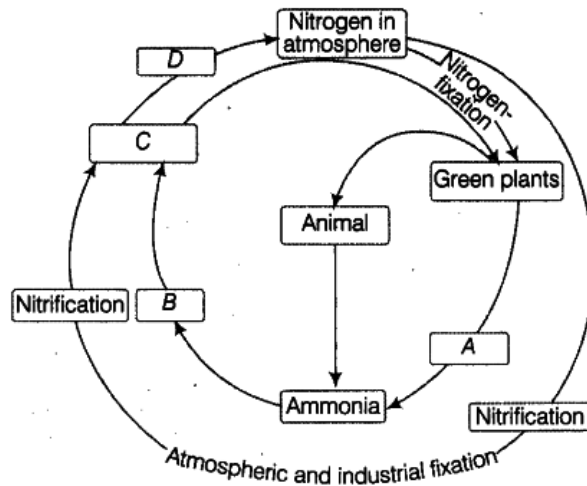 Nitrogen in
atmosphere
D
Nitrogen-
fixation
C
Green plants
Animal
Nitrification
B
A
Ammonia
Nitrification
Atmospheric and industrial fixation